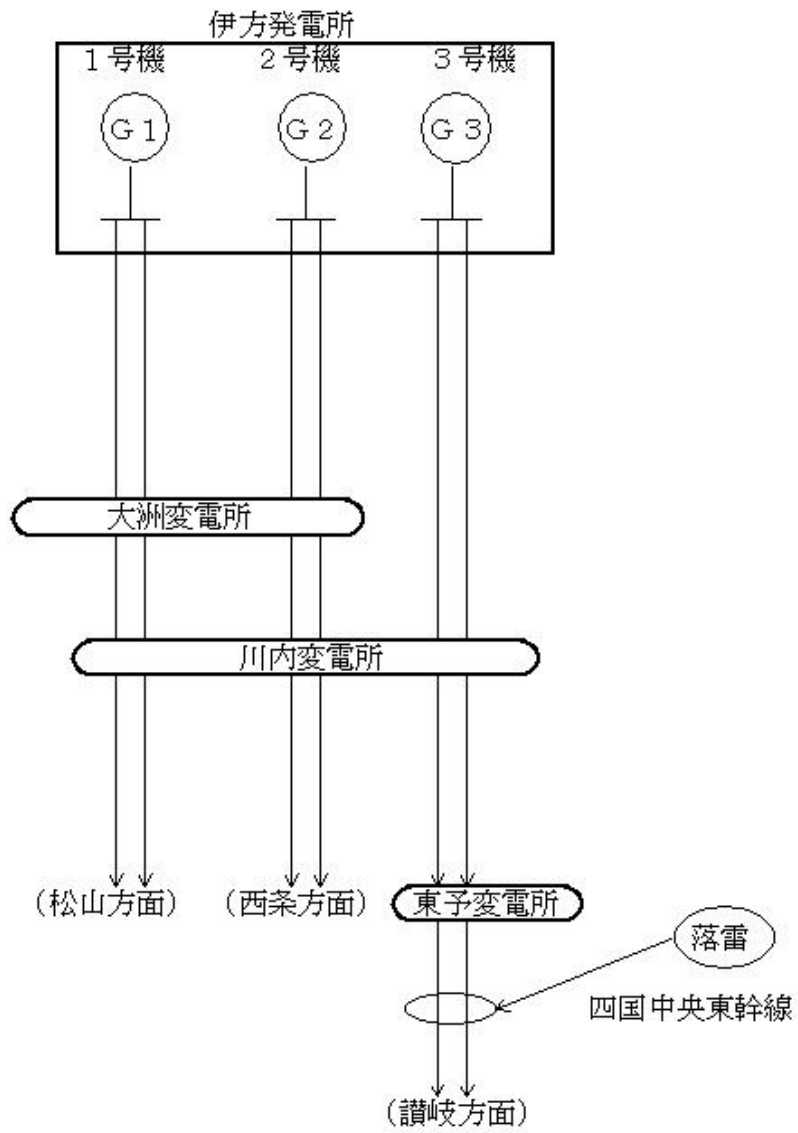 伊方発電所
1号機 2号機 3号機
G1 G2 G3
大洲変電所
川内変電所
(松山方面) (西条方面) 東予変電所
落雷
四国中央東幹線
(讃岐方面)